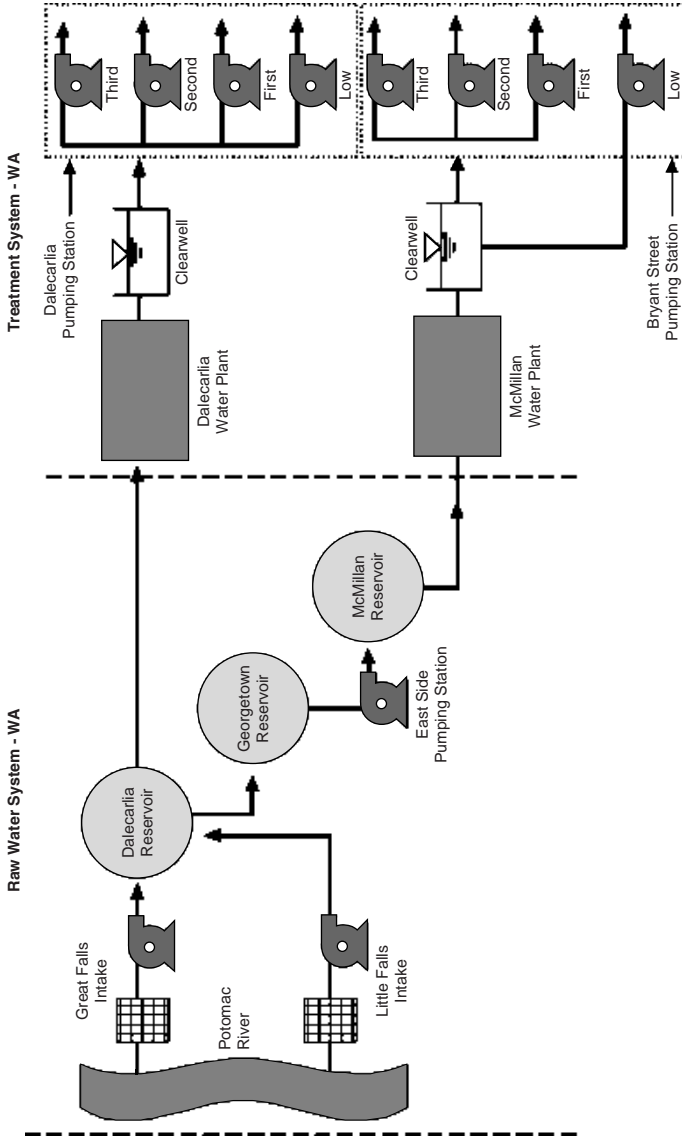 Raw Water System - WA
Treatment System - WA
Great Falls
Intake
Potomac
River
Little Falls
Intake
Dalecarlia
Reservoir
Georgetown
Reservoir
East Side
Pumping Station
McMillan
Reservoir
Dalecarlia
Water Plant
McMillan
Water Plant
Dalecarlia
Pumping Station
Clearwell
Clearwell
Bryant Street
Pumping Station
Third
Second
First
Low
Third
Second
First
Low